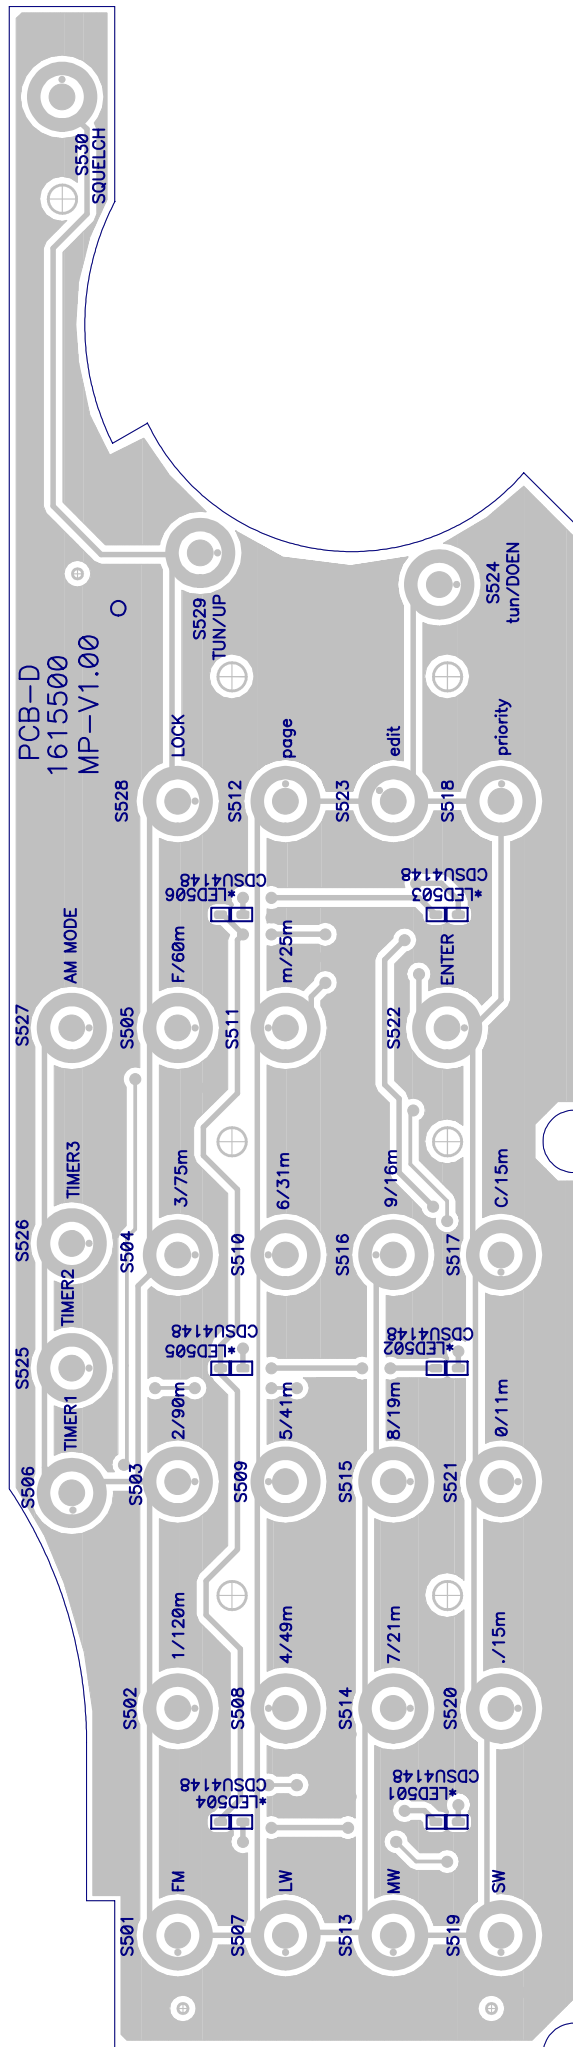 S530
SQUELCH
S529
TUN/UP
S524
tun/DOEN
PCB-D
1615500
MP-V1.00
LOCK
page
edit
priority
S528
S512
S523
S518
*LED506
CDSU4148
*LED503
CDSU4148
AM MODE
F/60m
m/25m
ENTER
S527
S505
S511
S522
TIMER3
3/75m
6/31m
9/16m
C/15m
S526
S504
S510
S516
S517
TIMER2
*LED505
CDSU4148
*LED502
CDSU4148
S525
TIMER1
2/90m
5/41m
8/19m
0/11m
S506
S503
S509
S515
S521
1/120m
4/49m
7/21m
./15m
S502
S508
S514
S520
CDSU4148
*LED504
CDSU4148
*LED501
FM
LW
MW
SW
S501
S507
S513
S519